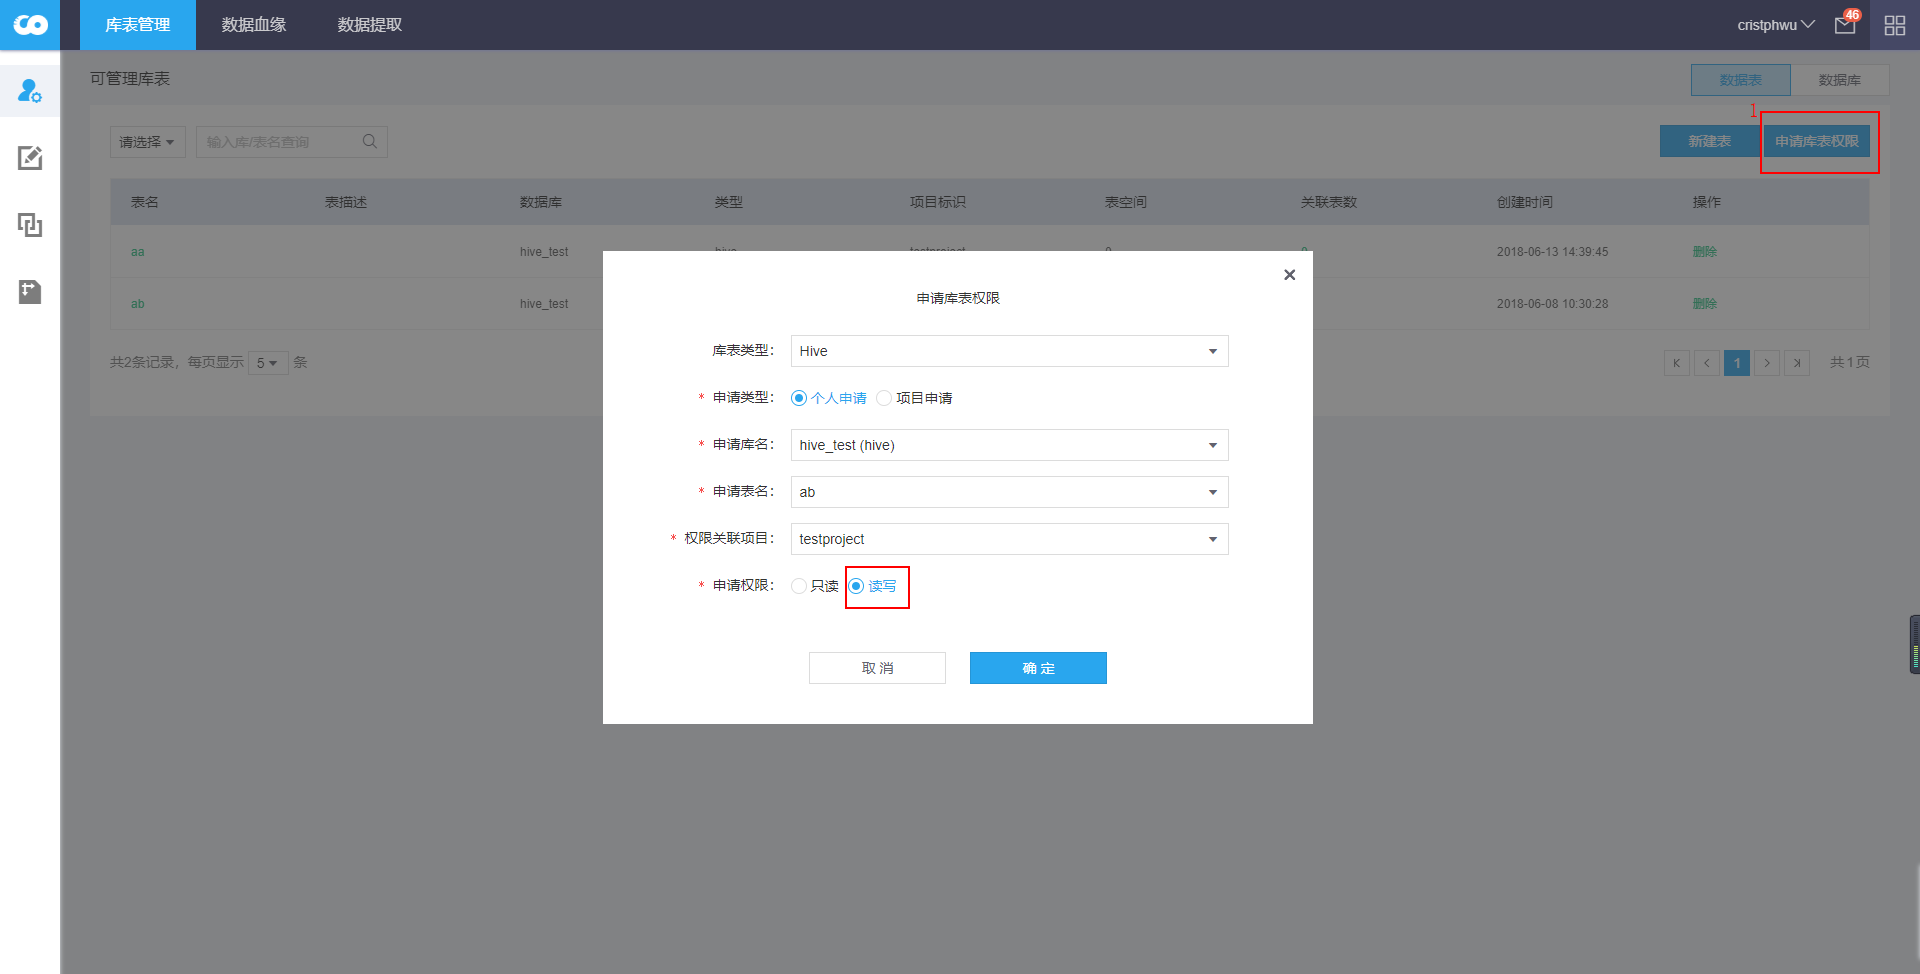 库表管理 数据血缘 数据提取 cristphwu 46
可管理库表 数据表 数据库
1
请选择 输入库/表名查询 新建表 申请库表权限
表名 表描述 数据库 类型 项目标识 表空间 关联表数 创建时间 操作
aa hive_test hive testproject 0 0 2018-06-13 14:39:45 删除
ab hive_test 2018-06-08 10:30:28 删除
共2条记录，每页显示 5 条 1 共1页
申请库表权限
库表类型： Hive
* 申请类型： 个人申请 项目申请
* 申请库名： hive_test (hive)
* 申请表名： ab
* 权限关联项目： testproject
* 申请权限： 只读 读写
取消 确定